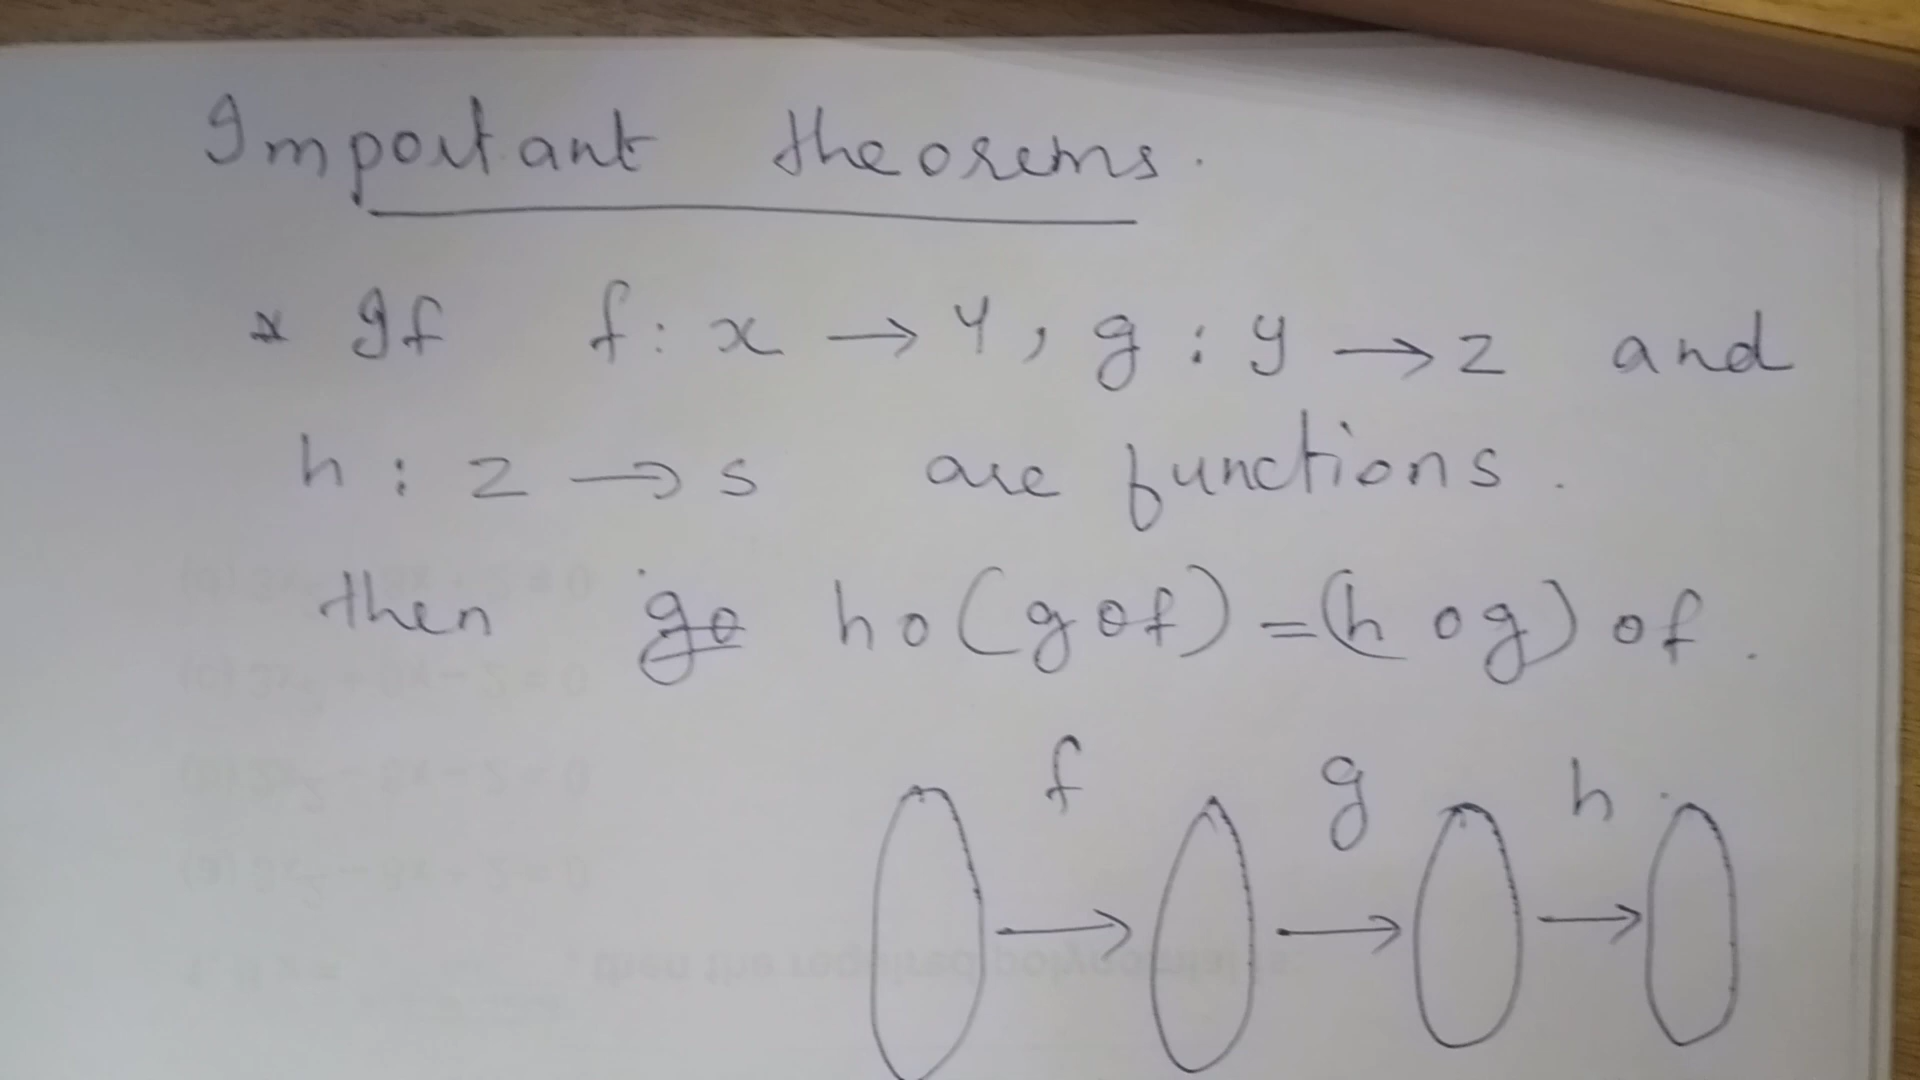 Important theorems.
* If f : x → y, g : y → z and
h : z → s are functions.
then go ho(gof) = (hog)of.
f g h